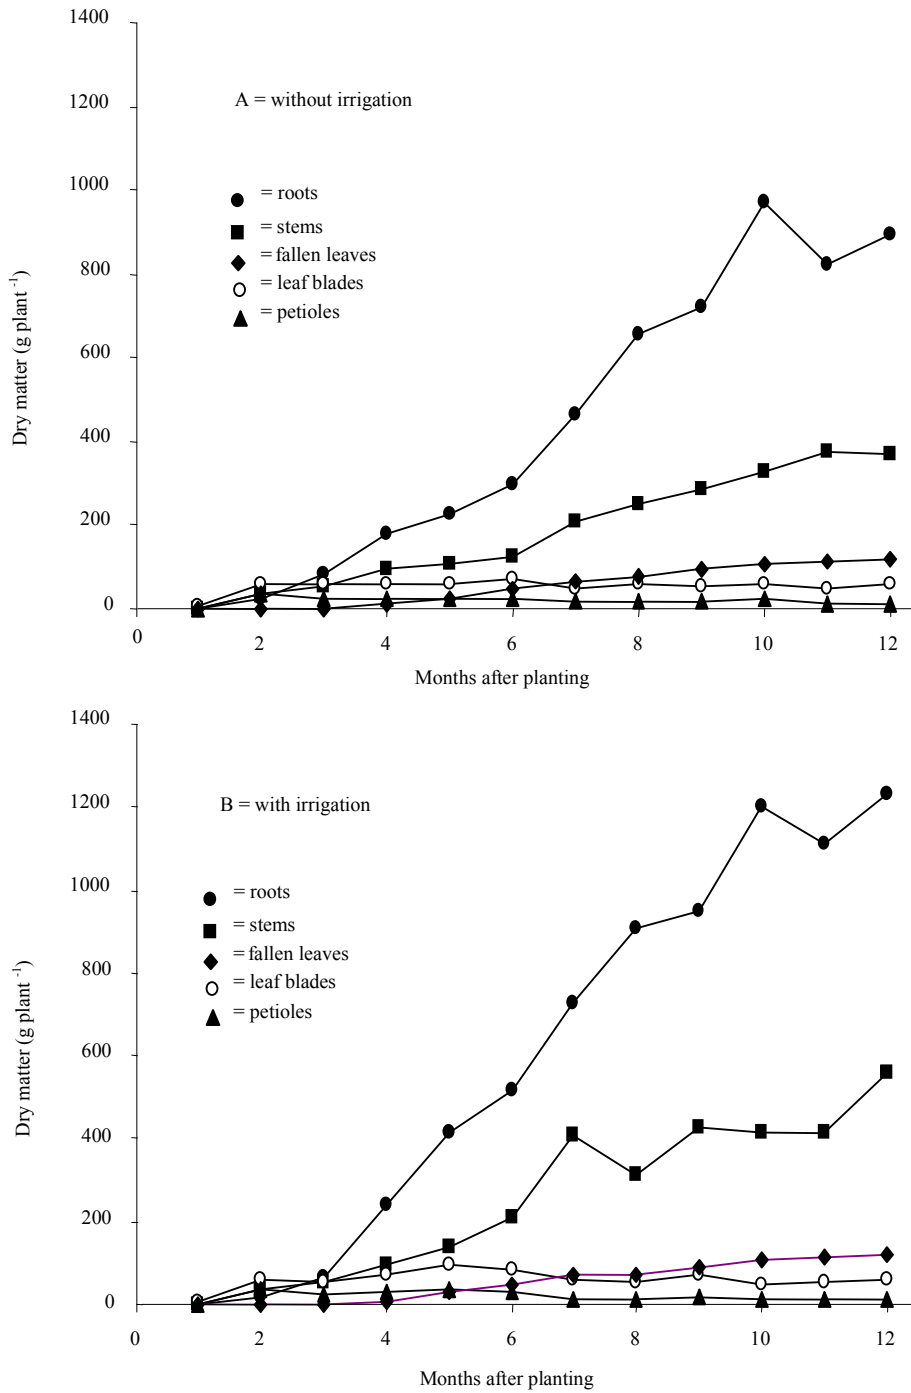 1400
1200
A = without irrigation
1000
= roots
= stems
=fallen leaves
= leaf blades
= petioles
800
600
400
200
0
Dry matter (g plant -1)
0 2 4 6 8 10 12
Months after planting
1400
1200
B = with irrigation
1000
= roots
= stems
=fallen leaves
= leaf blades
= petioles
800
600
400
200
0
Dry matter (g plant -1)
0 2 4 6 8 10 12
Months after planting